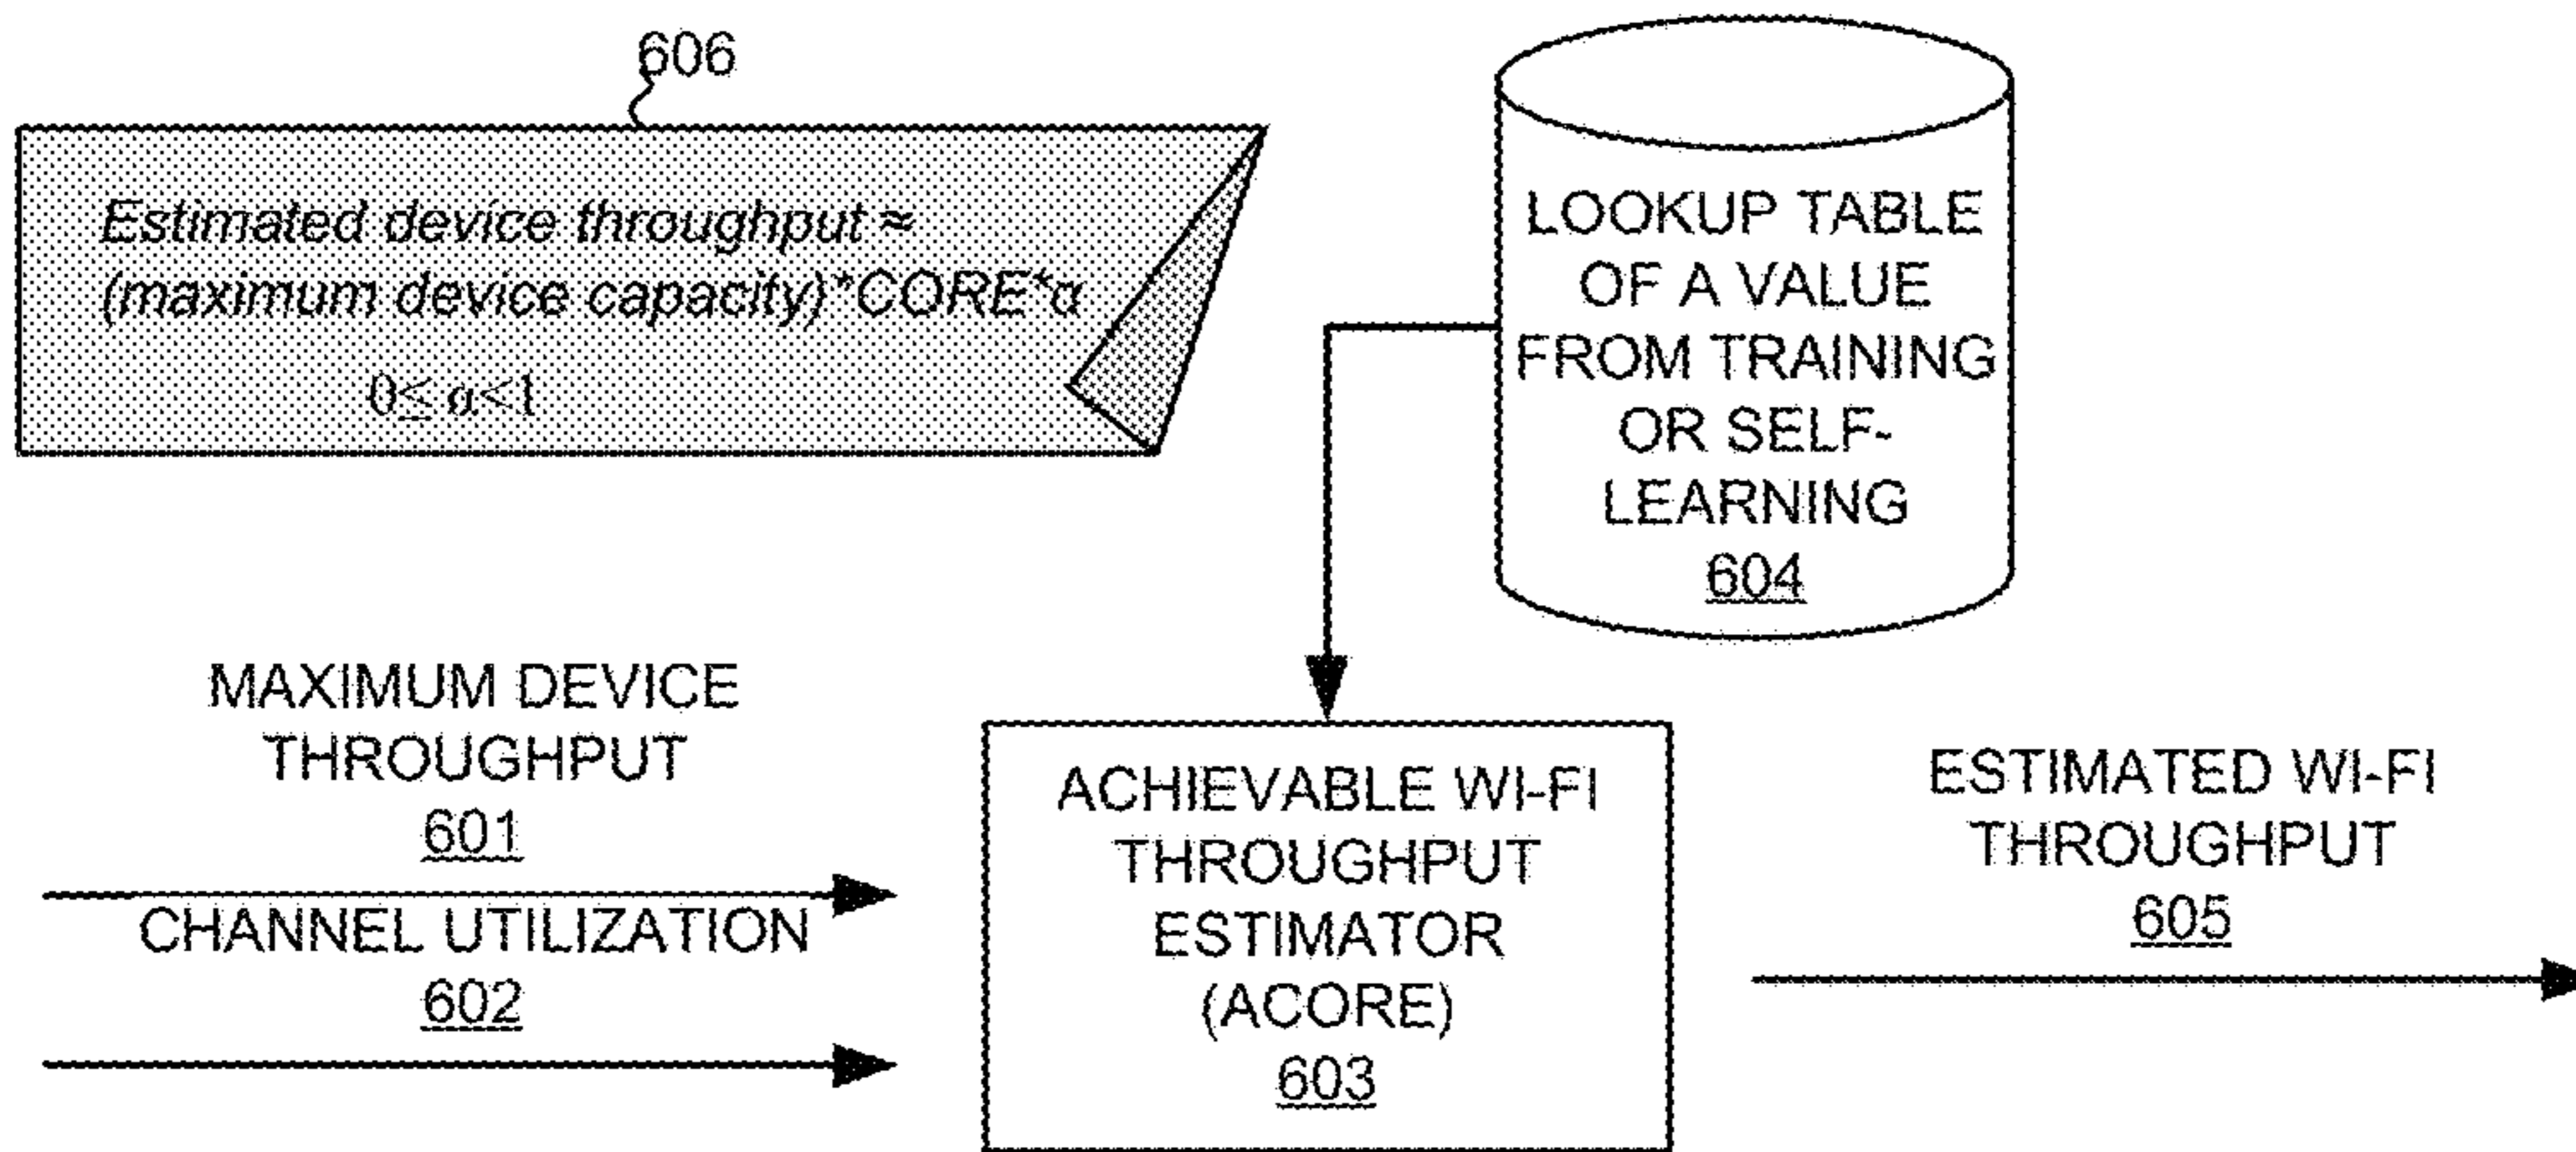 606
Estimated device throughput ≈
(maximum device capacity)*CORE*α
0≤ α<1
LOOKUP TABLE
OF A VALUE
FROM TRAINING
OR SELF-
LEARNING
604
MAXIMUM DEVICE
THROUGHPUT
601
CHANNEL UTILIZATION
602
ACHIEVABLE WI-FI
THROUGHPUT
ESTIMATOR
(ACORE)
603
ESTIMATED WI-FI
THROUGHPUT
605